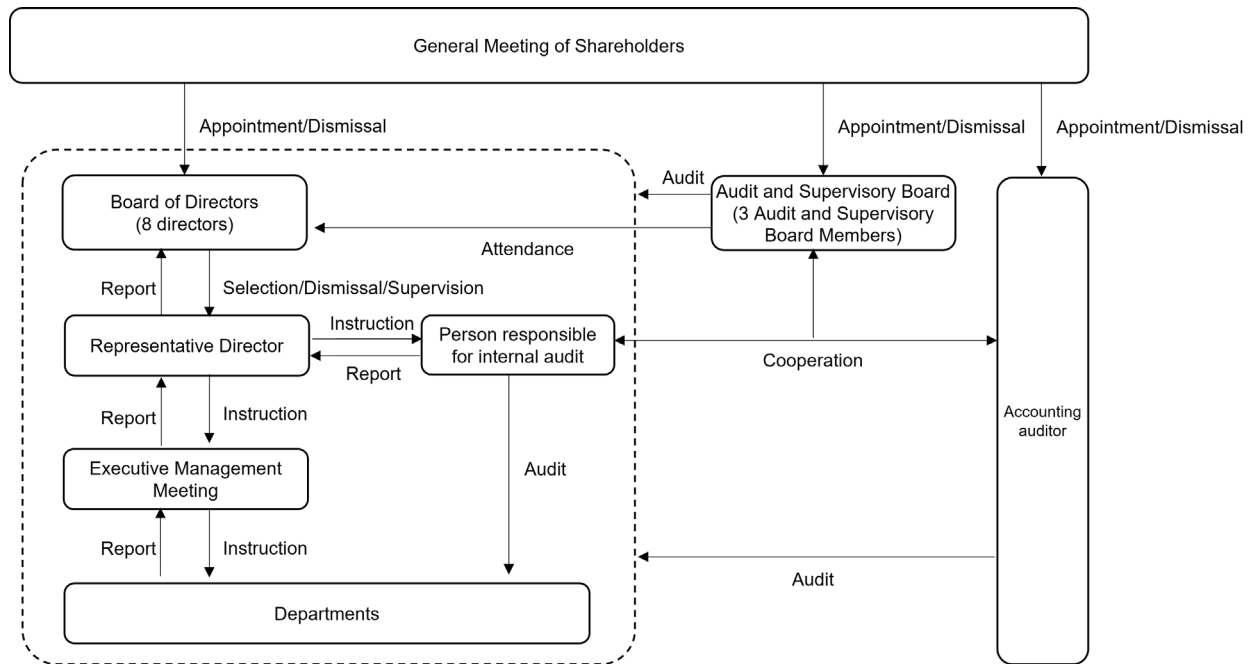 General Meeting of Shareholders
Appointment/Dismissal
Appointment/Dismissal
Appointment/Dismissal
Board of Directors
(8 directors)
Audit
Audit and Supervisory Board
(3 Audit and Supervisory
Board Members)
Attendance
Report
Selection/Dismissal/Supervision
Representative Director
Instruction
Report
Person responsible
for internal audit
Cooperation
Accounting
auditor
Report
Instruction
Executive Management
Meeting
Audit
Report
Instruction
Audit
Departments